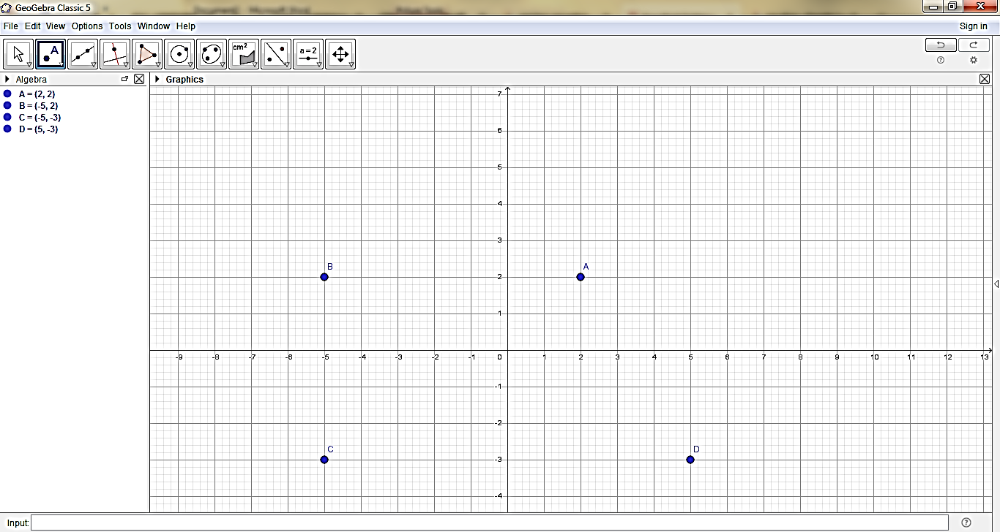 GeoGebra Classic 5
File Edit View Options Tools Window Help Sign in
A cm² a=2
Algebra
Graphics
A = (2, 2)
B = (-5, 2)
C = (-5, -3)
D = (5, -3)
7
6
5
4
3
B A
2
1
-9 -8 -7 -6 -5 -4 -3 -2 -1 0 1 2 3 4 5 6 7 8 9 10 11 12 13
-1
-2
C D
-3
-4
Input: